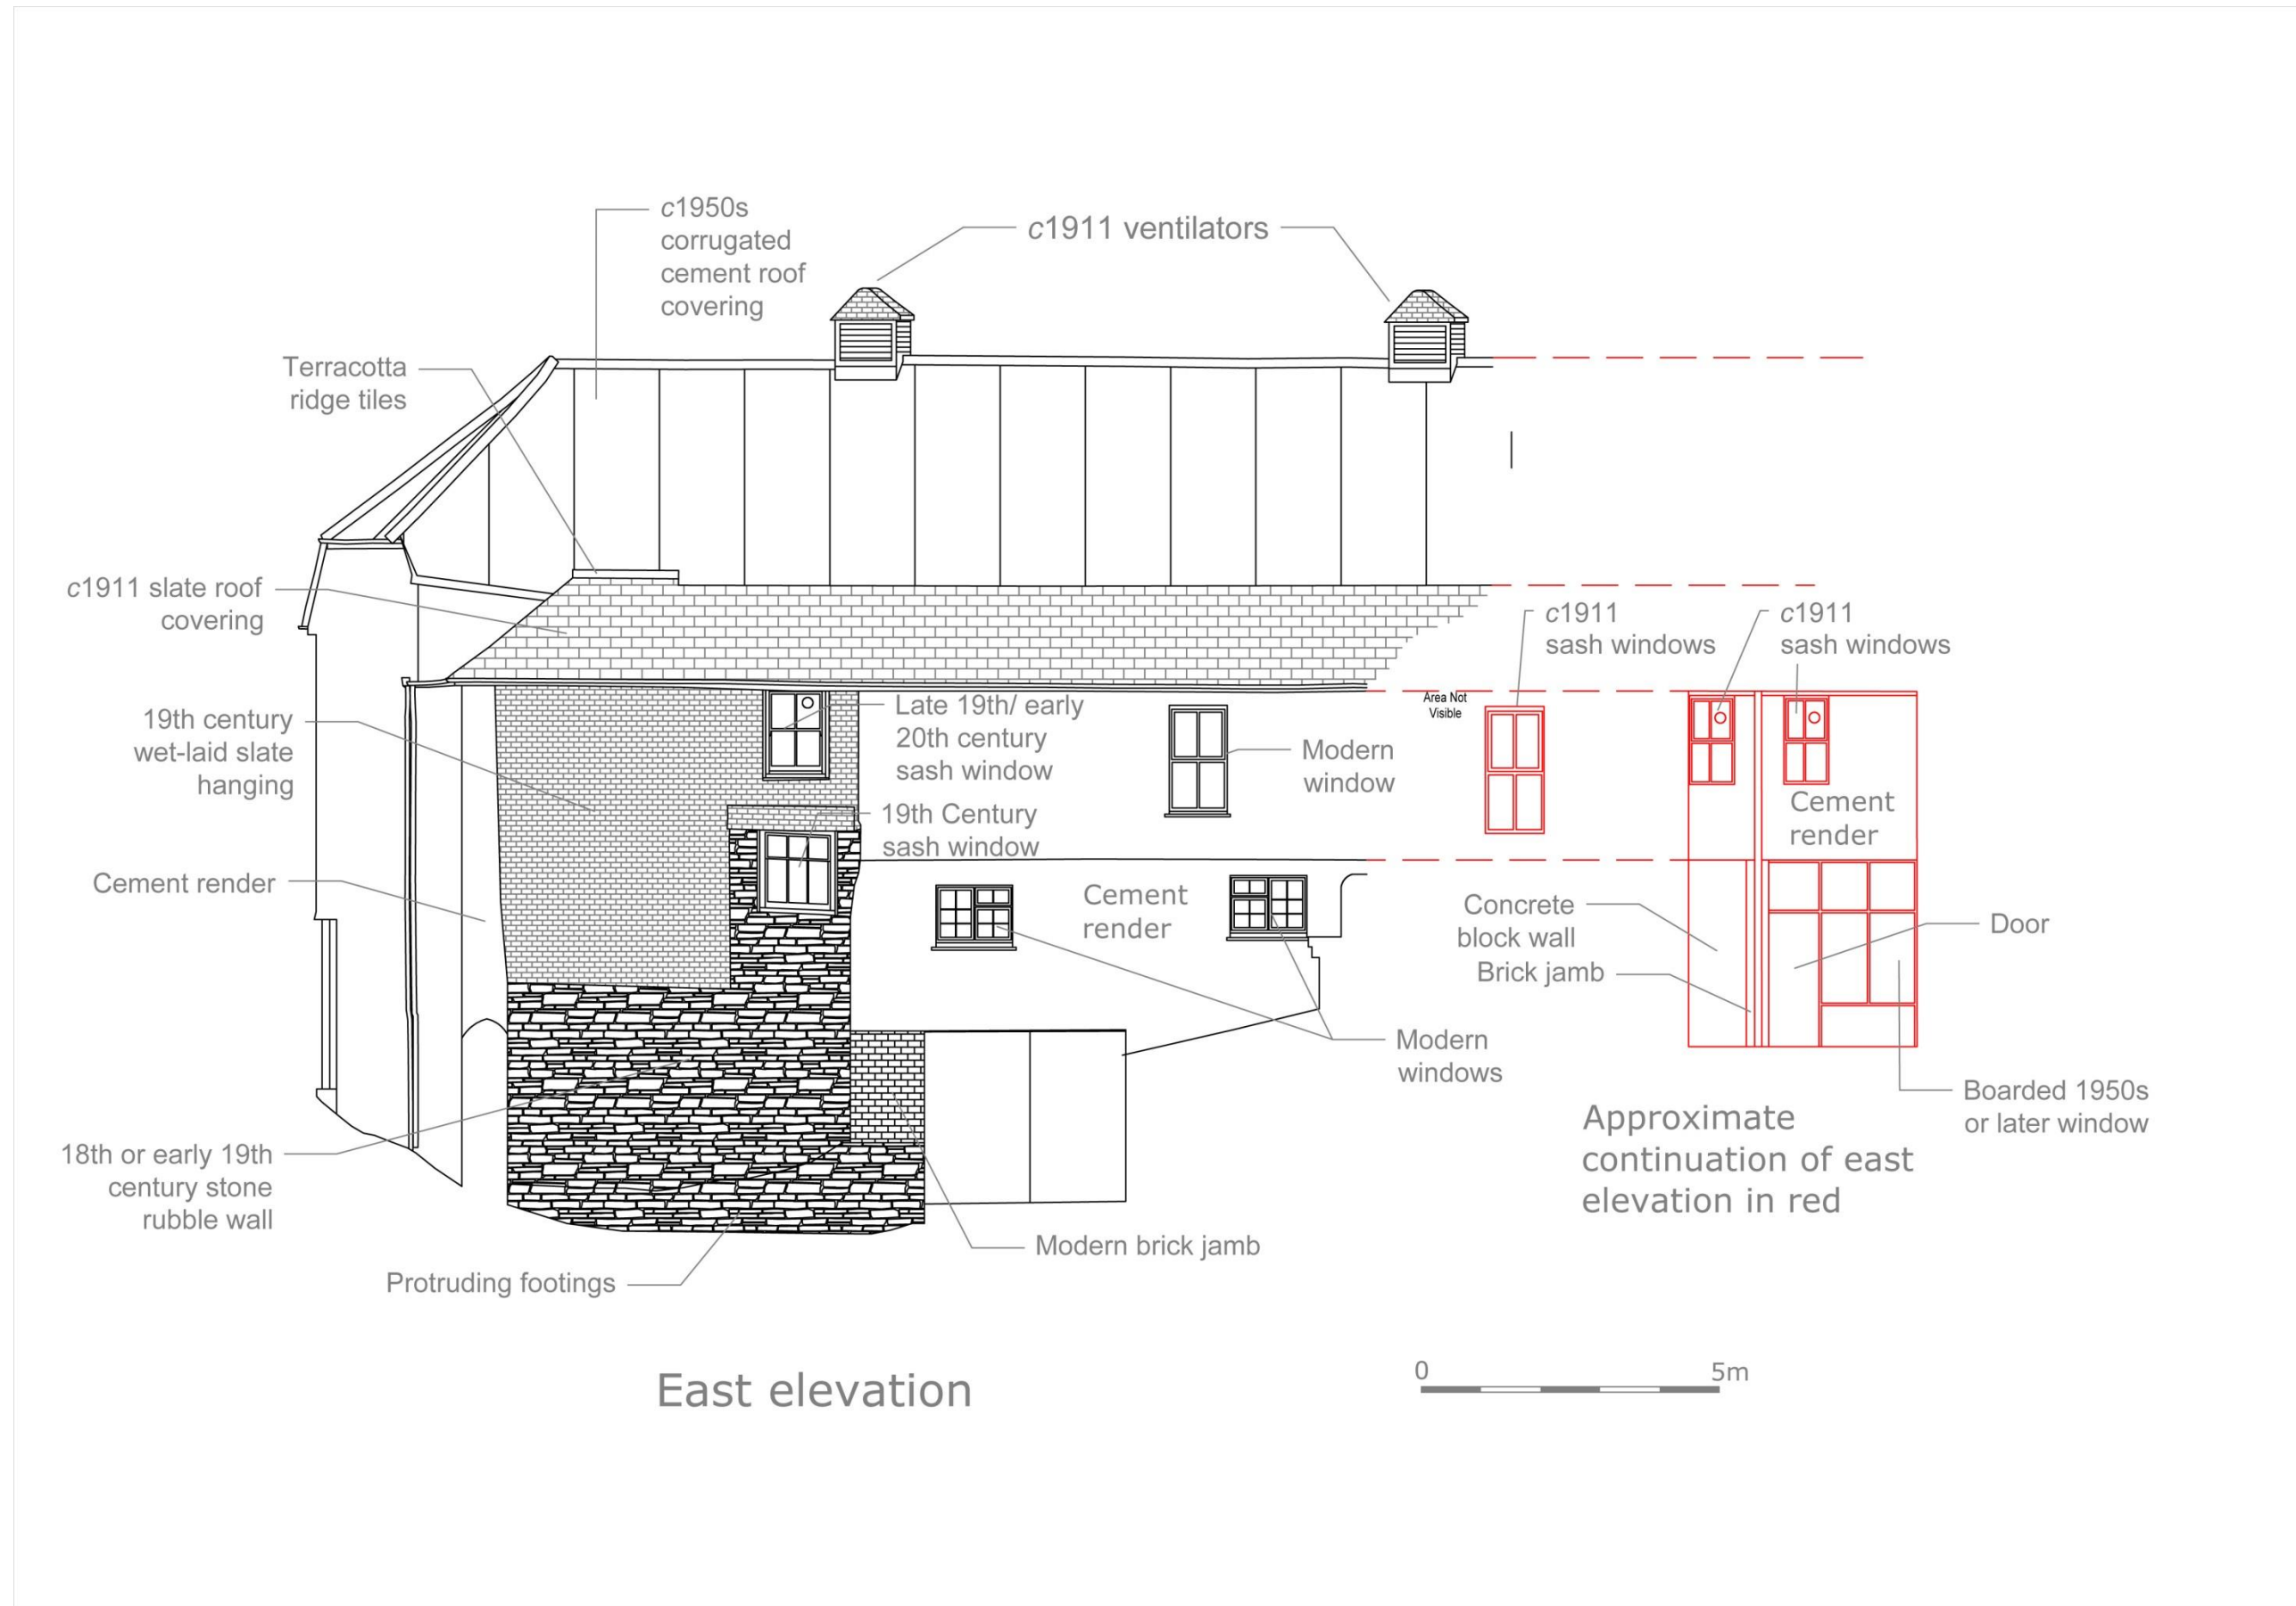 c1950s
corrugated
cement roof
covering
c1911 ventilators
Terracotta
ridge tiles
c1911 slate roof
covering
c1911
sash windows
c1911
sash windows
19th century
wet-laid slate
hanging
Late 19th/ early
20th century
sash window
Area Not
Visible
Modern
window
19th Century
sash window
Cement
render
Cement render
Cement
render
Concrete
block wall
Brick jamb
Door
Modern
windows
Boarded 1950s
or later window
Approximate
continuation of east
elevation in red
18th or early 19th
century stone
rubble wall
Modern brick jamb
Protruding footings
East elevation
0 5m